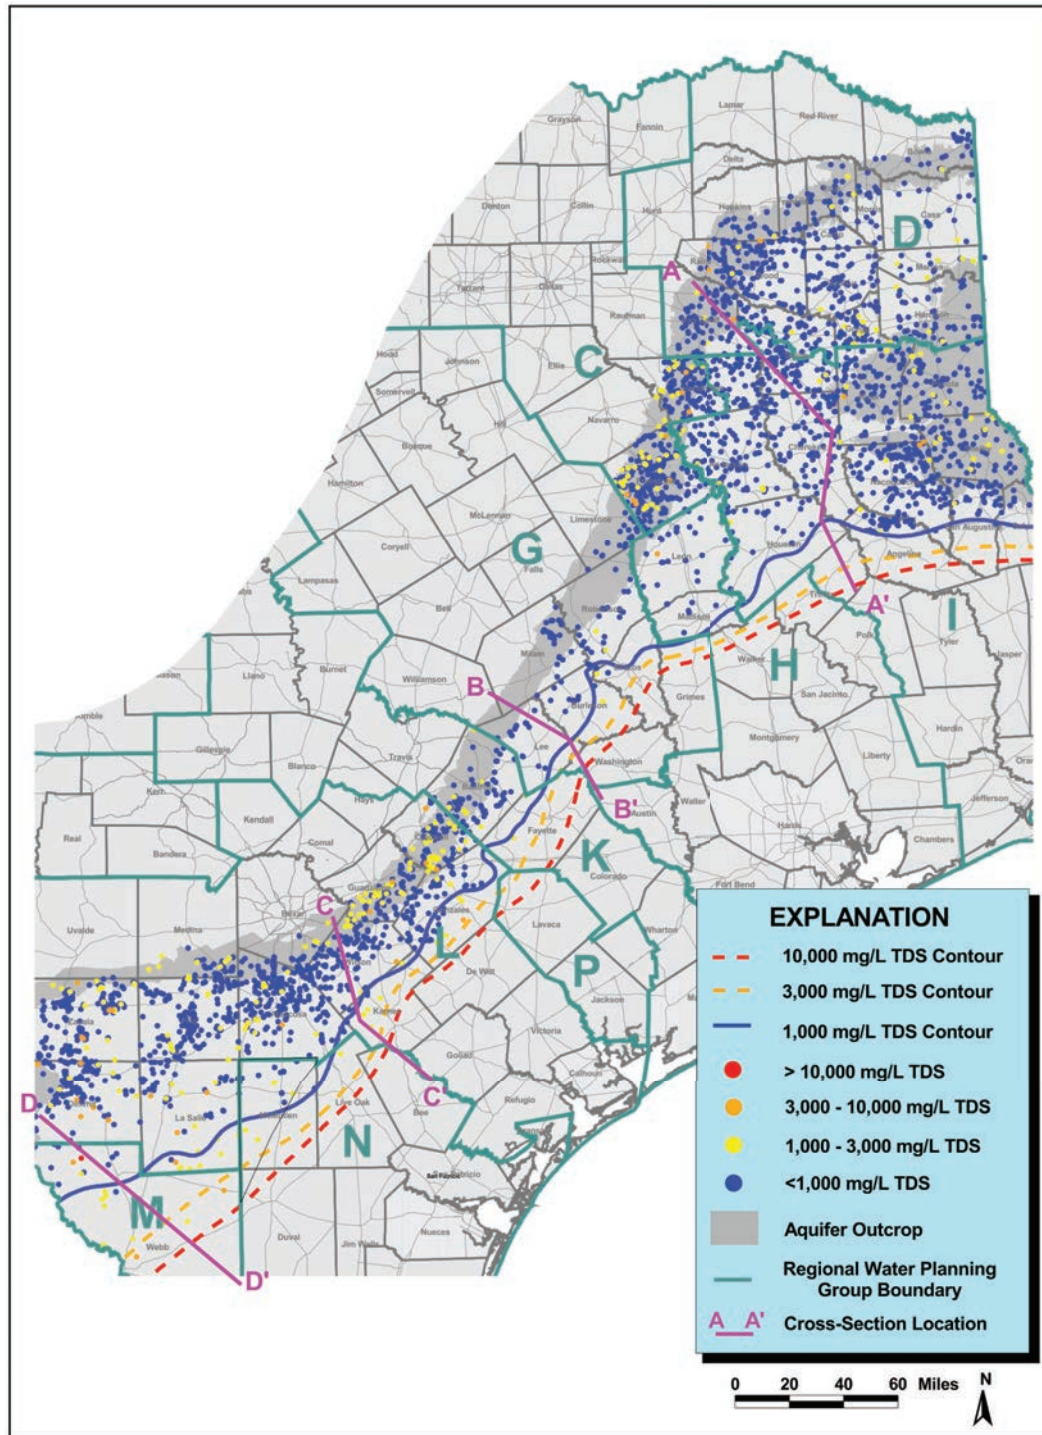 Lamar
Red River
Grayson
Fannin
Delta
Hopkins
Cass
Denton
Collin
Hunt
D
Rockwall
A
Tarrant
Dallas
Kaufman
Hood
Johnson
Ellis
C
Somervell
Navarro
Hill
Bosque
Hamilton
McLennan
Limestone
Houston
San Augustine
Coryell
G
Falls
Leon
Angelina
Lampasas
A'
Bell
Madison
Polk
I
Tyler
Jasper
Milam
H
Walker
Burnet
Williamson
B
San Jacinto
Llano
Burleson
Grimes
Hardin
Gillespie
Montgomery
Lee
Liberty
Travis
Washington
Blanco
Kerr
Hays
B'
Waller
Jefferson
Kendall
Austin
Harris
Chambers
Real
Comal
Fayette
K
Bandera
Colorado
Fort Bend
Guadalupe
C
Bexar
Gonzales
Uvalde
Medina
L
Lavaca
Wharton
Wilson
De Witt
P
Jackson
Karnes
Victoria
Goliad
C'
Calhoun
D
La Salle
McMullen
Live Oak
Bee
Refugio
N
San Patricio
M
Webb
Duval
Jim Wells
Nueces
D'
EXPLANATION
10,000 mg/L TDS Contour
3,000 mg/L TDS Contour
1,000 mg/L TDS Contour
> 10,000 mg/L TDS
3,000 - 10,000 mg/L TDS
1,000 - 3,000 mg/L TDS
<1,000 mg/L TDS
Aquifer Outcrop
Regional Water Planning
Group Boundary
A A' Cross-Section Location
0 20 40 60 Miles
N